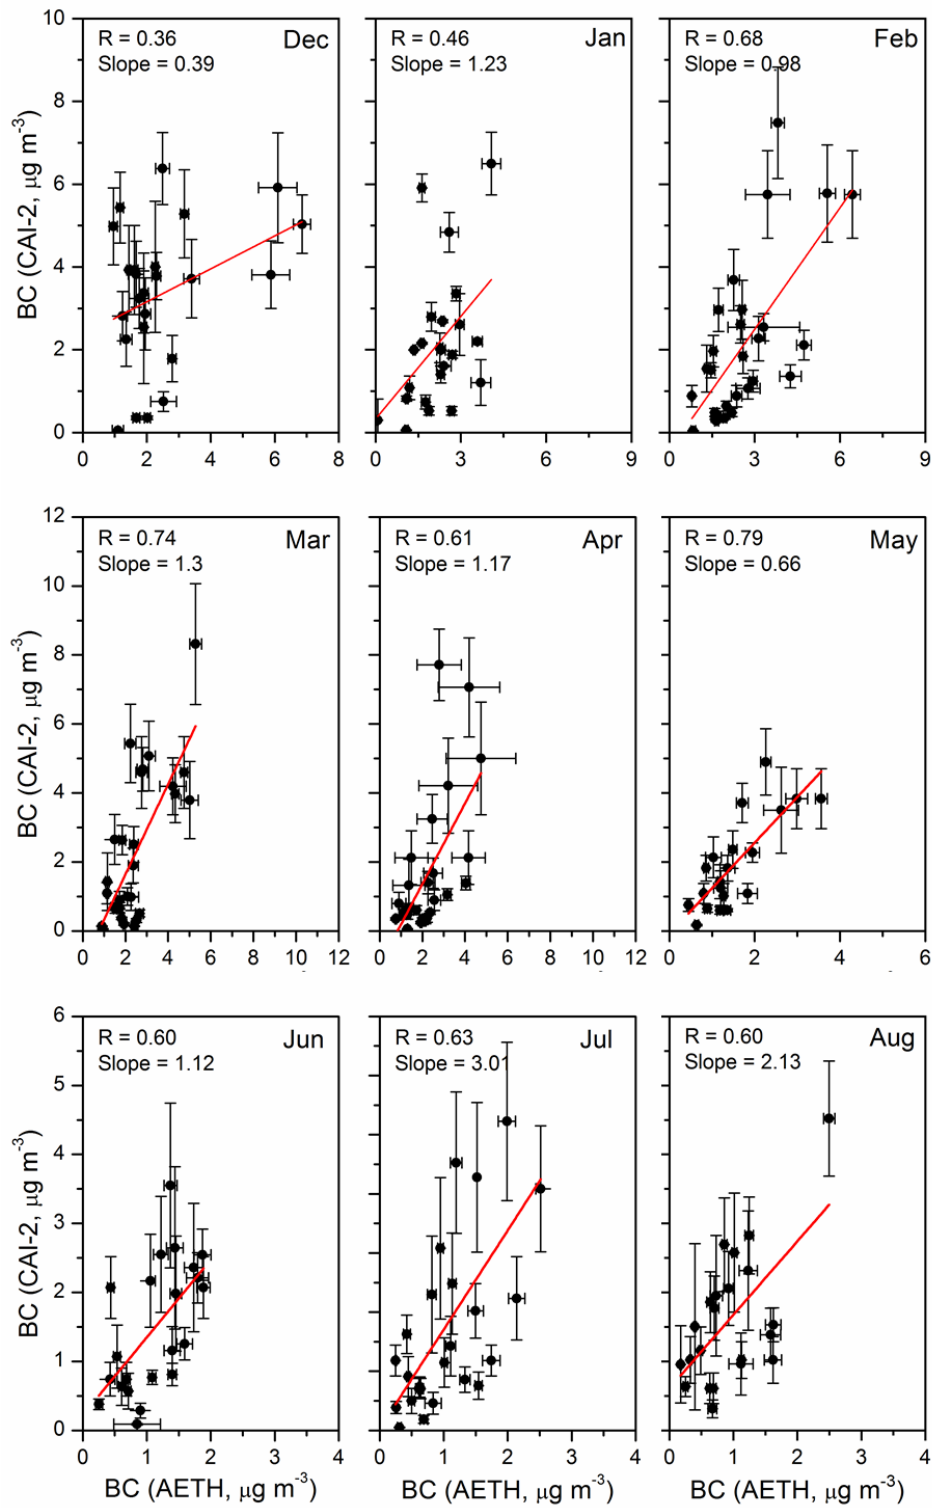 R = 0.36
Slope = 0.39
Dec
R = 0.46
Slope = 1.23
Jan
R = 0.68
Slope = 0.98
Feb
10
8
6
4
2
0
BC (CAI-2, µg m-3)
0 2 4 6 8
0 3 6 9
0 3 6 9
R = 0.74
Slope = 1.3
Mar
R = 0.61
Slope = 1.17
Apr
R = 0.79
Slope = 0.66
May
12
10
8
6
4
2
0
BC (CAI-2, µg m-3)
0 2 4 6 8 10 12
0 2 4 6 8 10 12
0 2 4 6
R = 0.60
Slope = 1.12
Jun
R = 0.63
Slope = 3.01
Jul
R = 0.60
Slope = 2.13
Aug
6
5
4
3
2
1
0
BC (CAI-2, µg m-3)
0 1 2 3 4
0 1 2 3 4
0 1 2 3 4
BC (AETH, µg m-3)
BC (AETH, µg m-3)
BC (AETH, µg m-3)